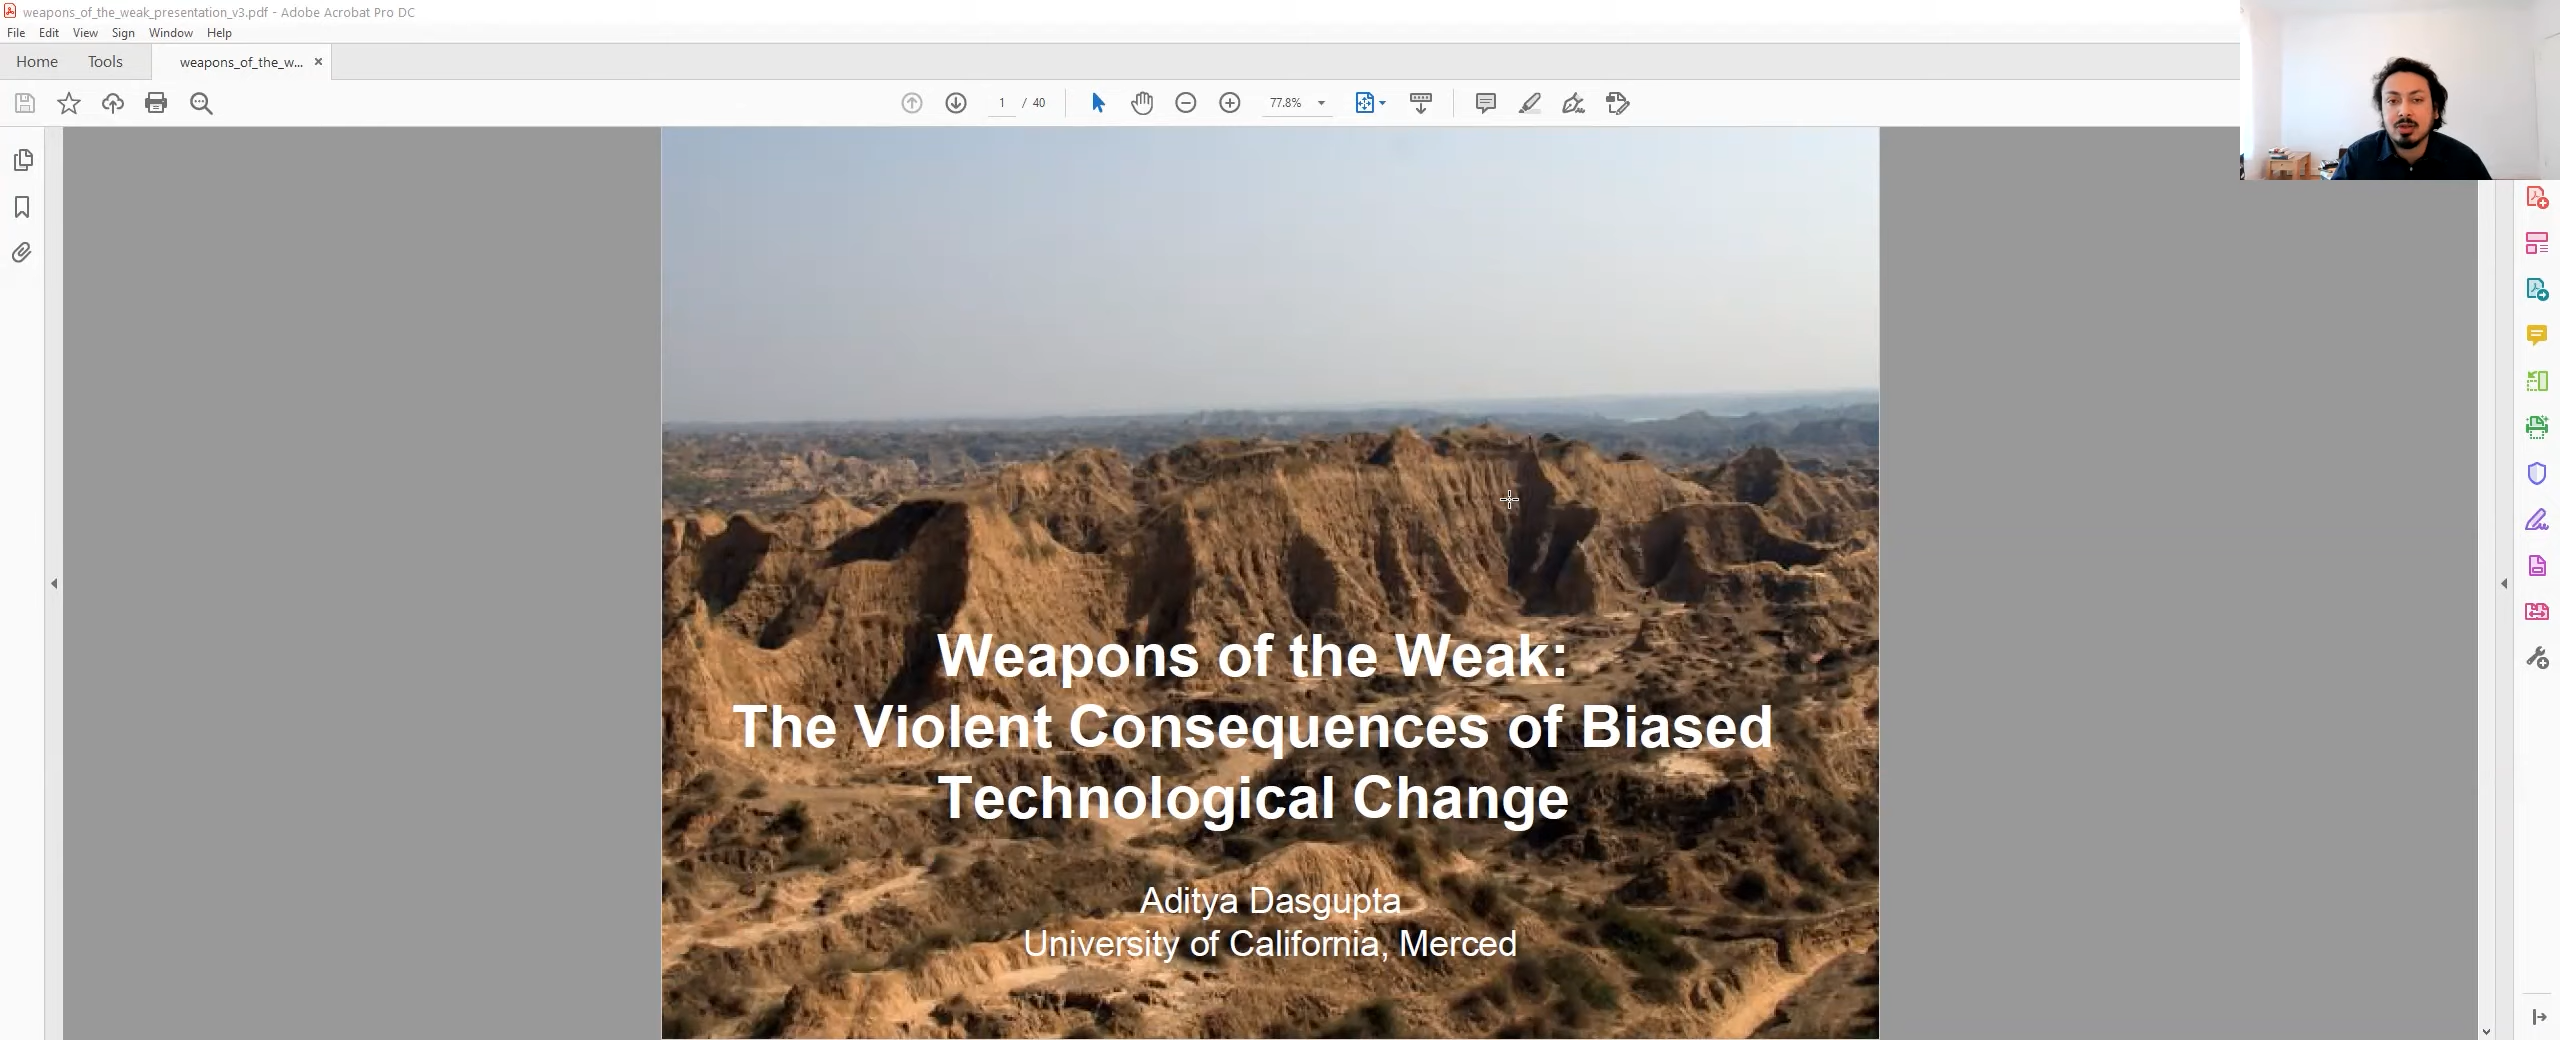 weapons_of_the_weak_presentation_v3.pdf - Adobe Acrobat Pro DC
File Edit View Sign Window Help
Home Tools weapons_of_the_w... ×
1 / 40 77.8%
Weapons of the Weak:
The Violent Consequences of Biased
Technological Change
Aditya Dasgupta
University of California, Merced